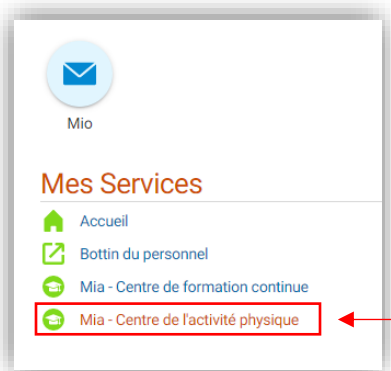 Mio
Mes Services
Accueil
Bottin du personnel
Mia - Centre de formation continue
Mia - Centre de l'activité physique